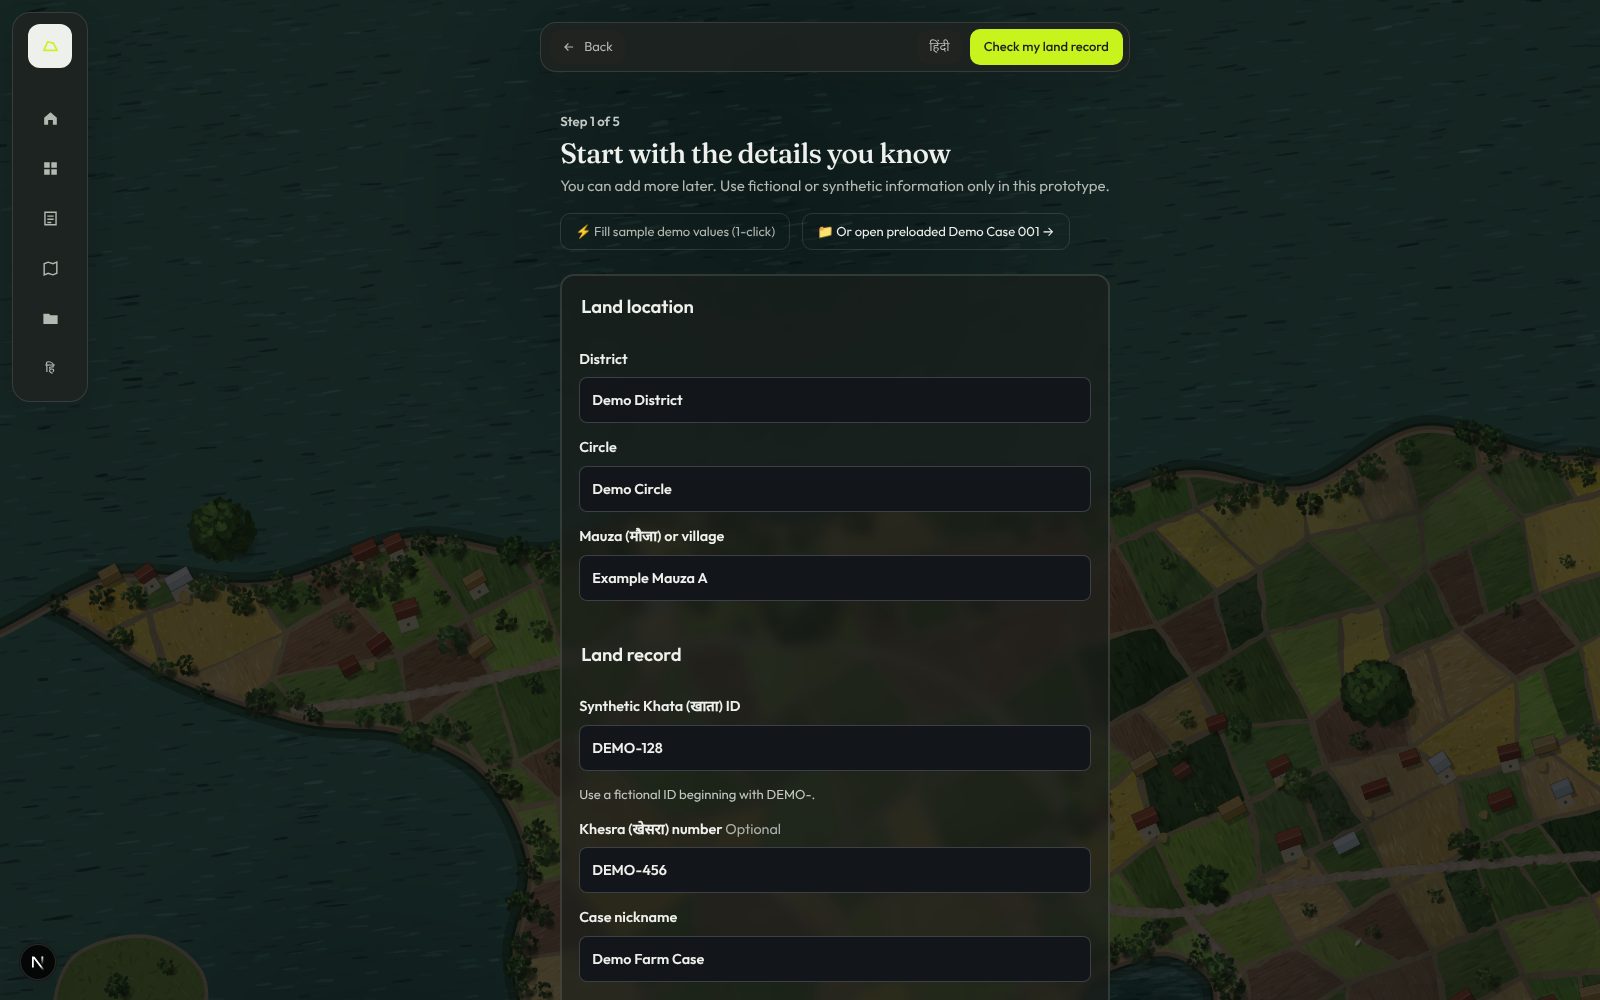 ← Back
हिंदी
Check my land record
Step 1 of 5
Start with the details you know
You can add more later. Use fictional or synthetic information only in this prototype.
⚡ Fill sample demo values (1-click)
📁 Or open preloaded Demo Case 001 →
हि
Land location
District
Demo District
Circle
Demo Circle
Mauza (मौजा) or village
Example Mauza A
Land record
Synthetic Khata (खाता) ID
DEMO-128
Use a fictional ID beginning with DEMO-.
Khesra (खेसरा) number Optional
DEMO-456
Case nickname
Demo Farm Case
N